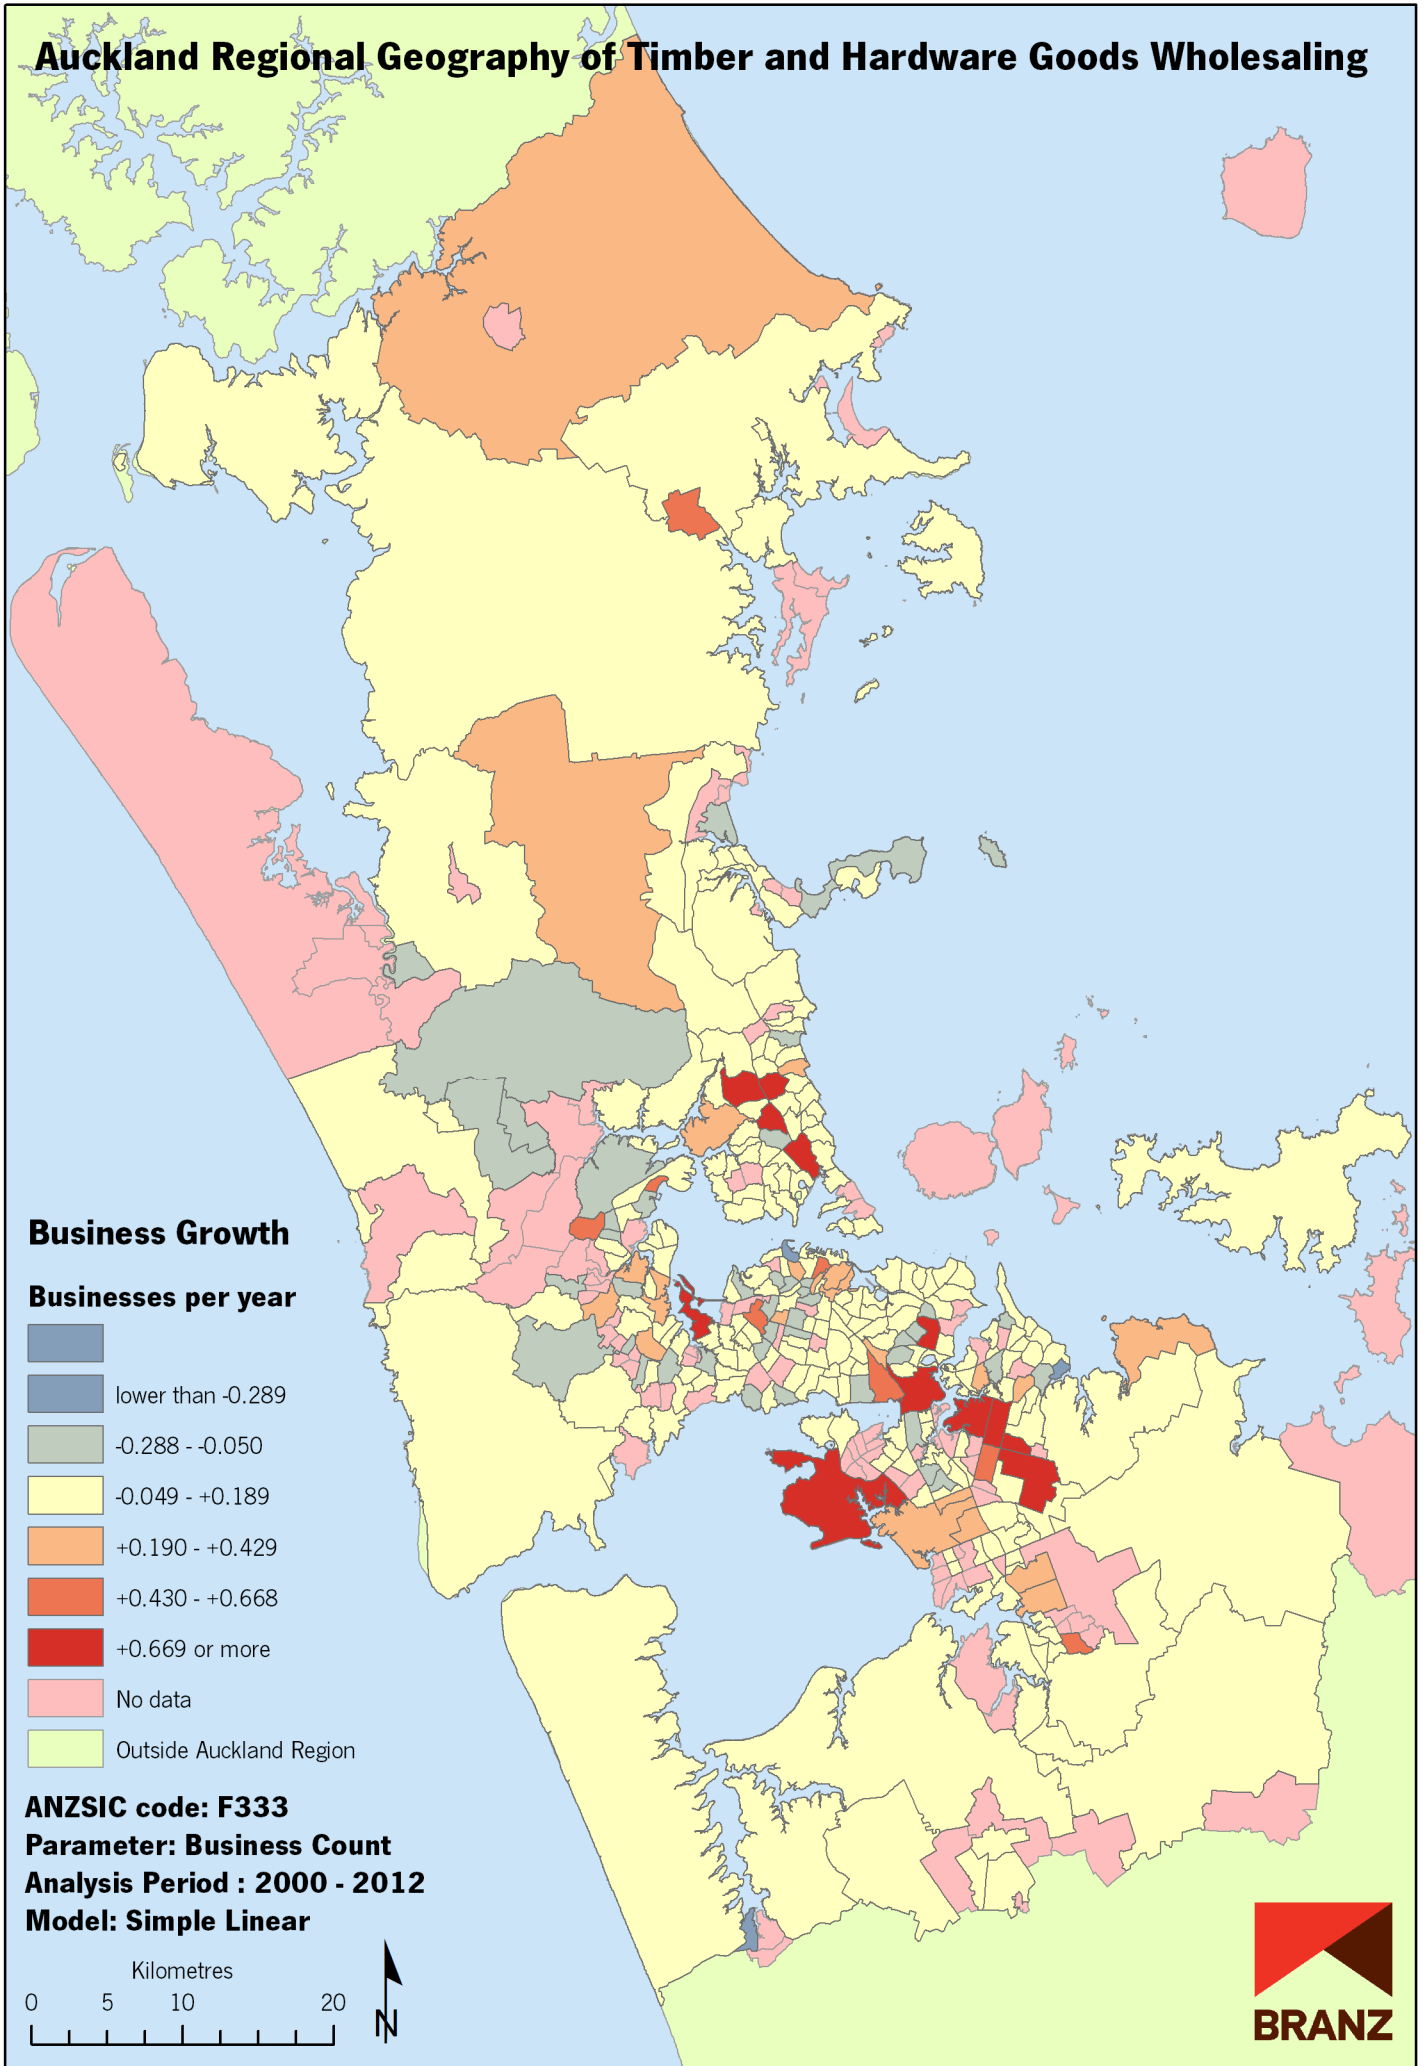 Auckland Regional Geography of Timber and Hardware Goods Wholesaling
Business Growth
Businesses per year
lower than -0.289
-0.288 - -0.050
-0.049 - +0.189
+0.190 - +0.429
+0.430 - +0.668
+0.669 or more
No data
Outside Auckland Region
ANZSIC code: F333
Parameter: Business Count
Analysis Period : 2000 - 2012
Model: Simple Linear
Kilometres
0 5 10 20
N
BRANZ